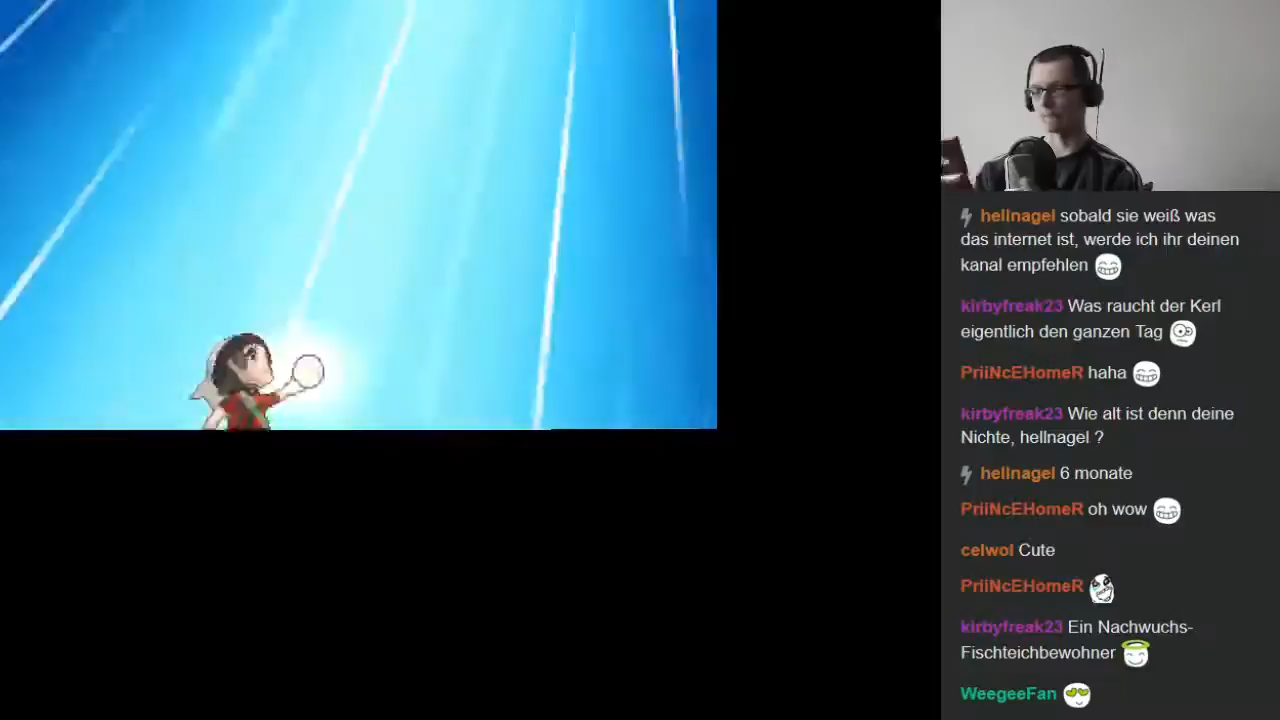 hellnagel sobald sie weiß was
das internet ist, werde ich ihr deinen
kanal empfehlen
kirbyfreak23 Was raucht der Kerl
eigentlich den ganzen Tag
PriiNcEHomeR haha
kirbyfreak23 Wie alt ist denn deine
Nichte, hellnagel ?
hellnagel 6 monate
PriiNcEHomeR oh wow
celwol Cute
PriiNcEHomeR
kirbyfreak23 Ein Nachwuchs-
Fischteichbewohner
WeegeeFan